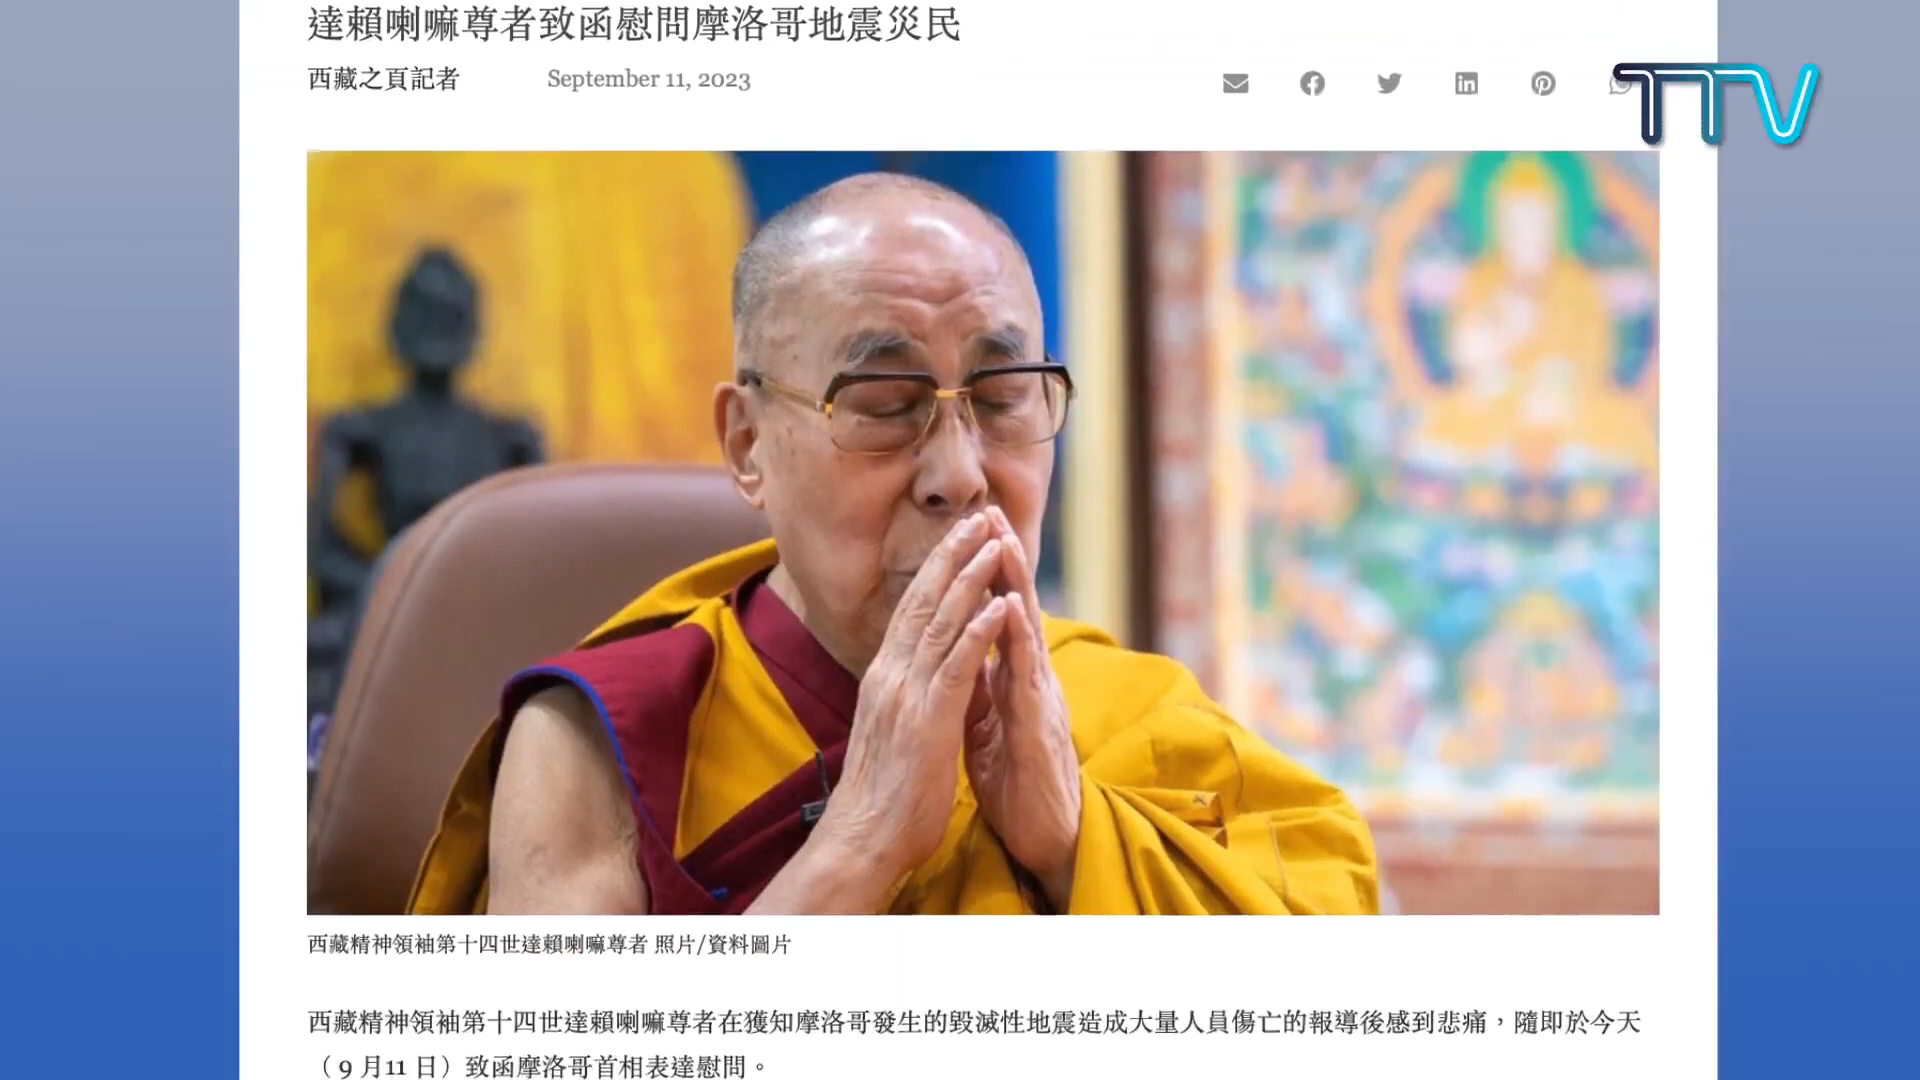 達賴喇嘛尊者致函慰問摩洛哥地震災民
西藏之頁記者 September 11, 2023
TTV
西藏精神領袖第十四世達賴喇嘛尊者 照片/資料圖片
西藏精神領袖第十四世達賴喇嘛尊者在獲知摩洛哥發生的毀滅性地震造成大量人員傷亡的報導後感到悲痛，隨即於今天
（9 月11 日）致函摩洛哥首相表達慰問。